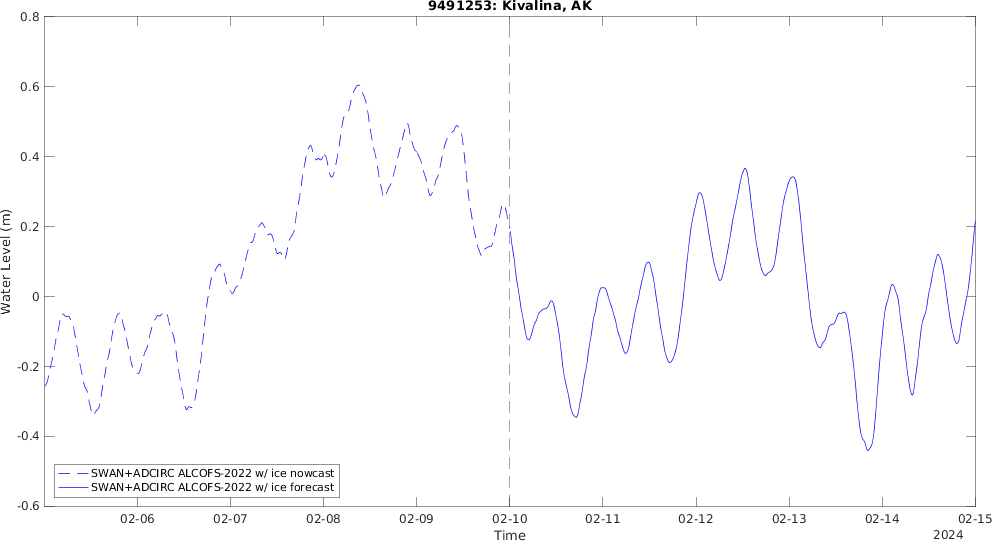 9491253: Kivalina, AK
0.8
0.6
0.4
0.2
0
-0.2
-0.4
-0.6
Water Level (m)
SWAN+ADCIRC ALCOFS-2022 w/ ice nowcast
SWAN+ADCIRC ALCOFS-2022 w/ ice forecast
02-06 02-07 02-08 02-09 02-10 02-11 02-12 02-13 02-14 02-15
Time
2024